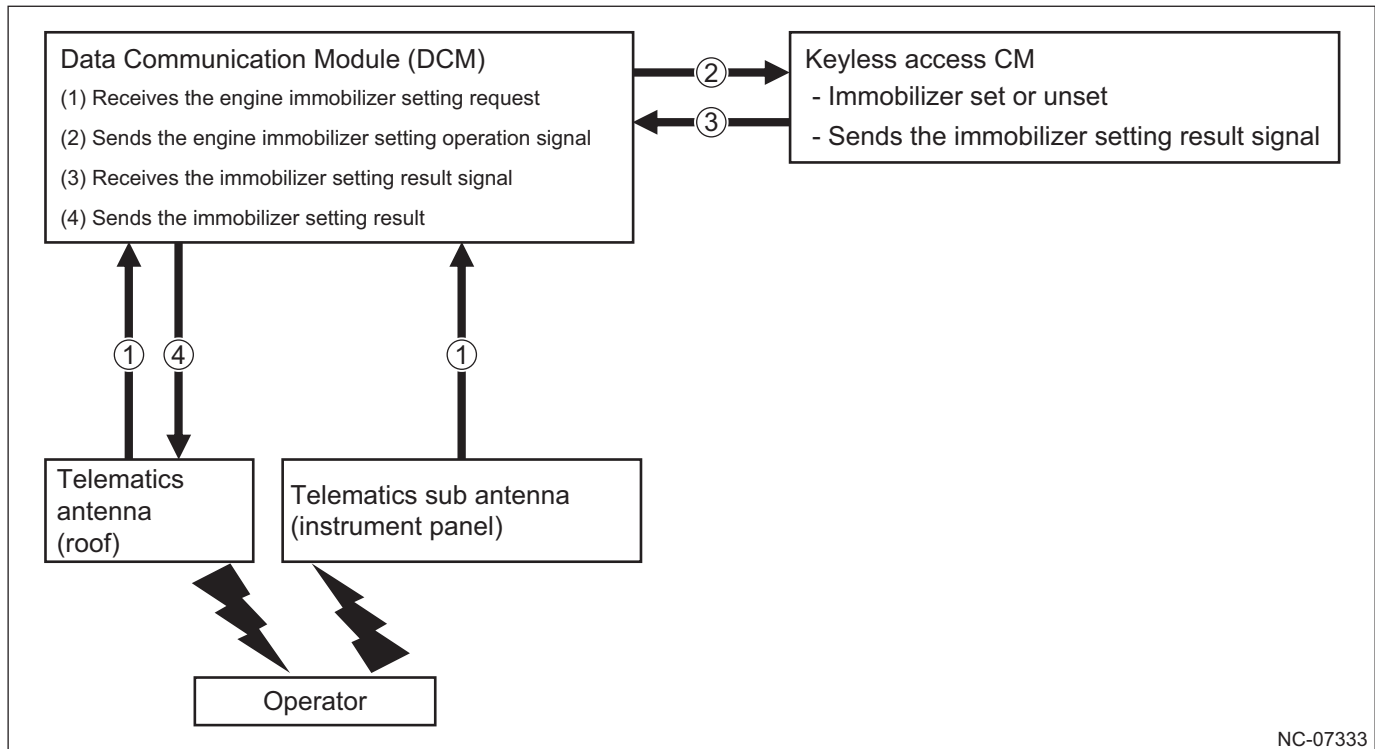 Data Communication Module (DCM)
(1) Receives the engine immobilizer setting request
(2) Sends the engine immobilizer setting operation signal
(3) Receives the immobilizer setting result signal
(4) Sends the immobilizer setting result
2
3
Keyless access CM
- Immobilizer set or unset
- Sends the immobilizer setting result signal
1
4
1
Telematics
antenna
(roof)
Telematics sub antenna
(instrument panel)
Operator
NC-07333